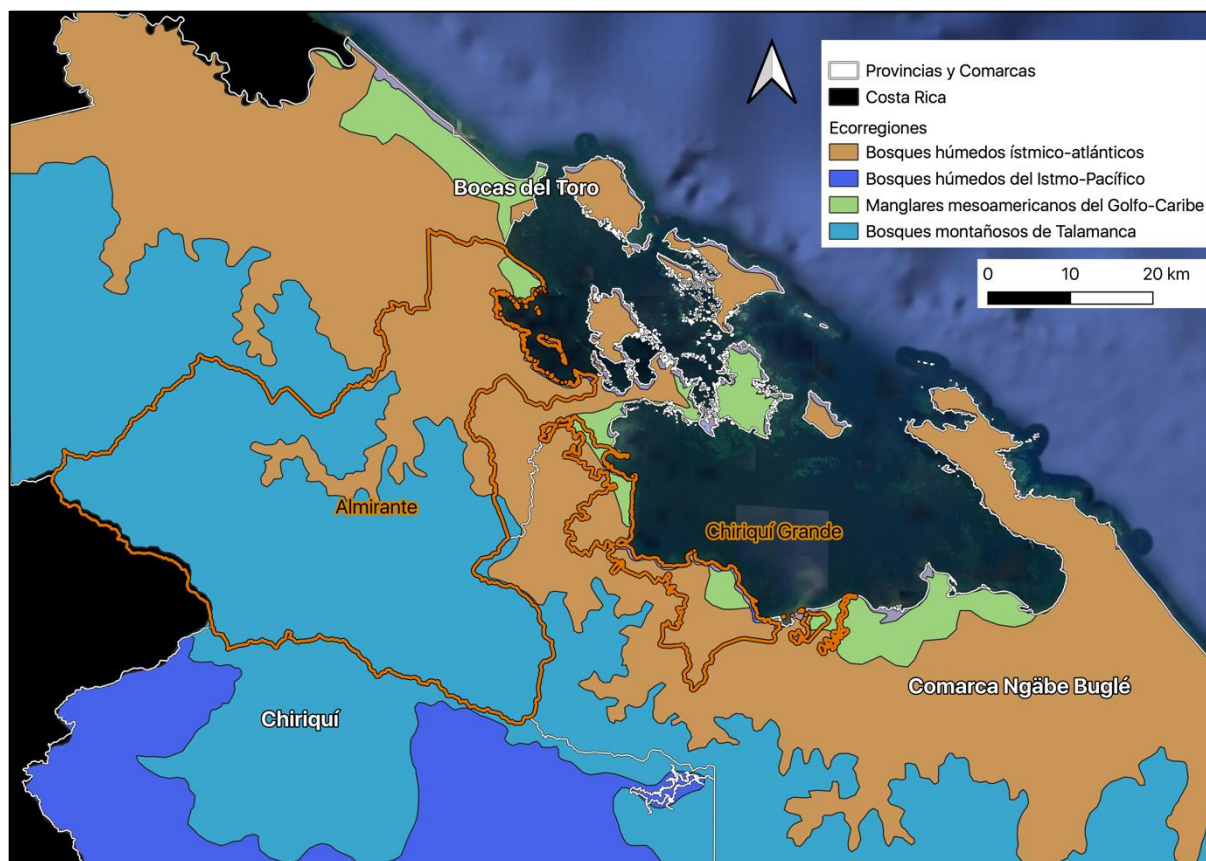 Provincias y Comarcas
Costa Rica
Ecorregiones
Bosques húmedos ístmico-atlánticos
Bosques húmedos del Istmo-Pacífico
Manglares mesoamericanos del Golfo-Caribe
Bosques montañosos de Talamanca
0 10 20 km
Bocas del Toro
Almirante
Chiriquí Grande
Comarca Ngäbe Buglé
Chiriquí